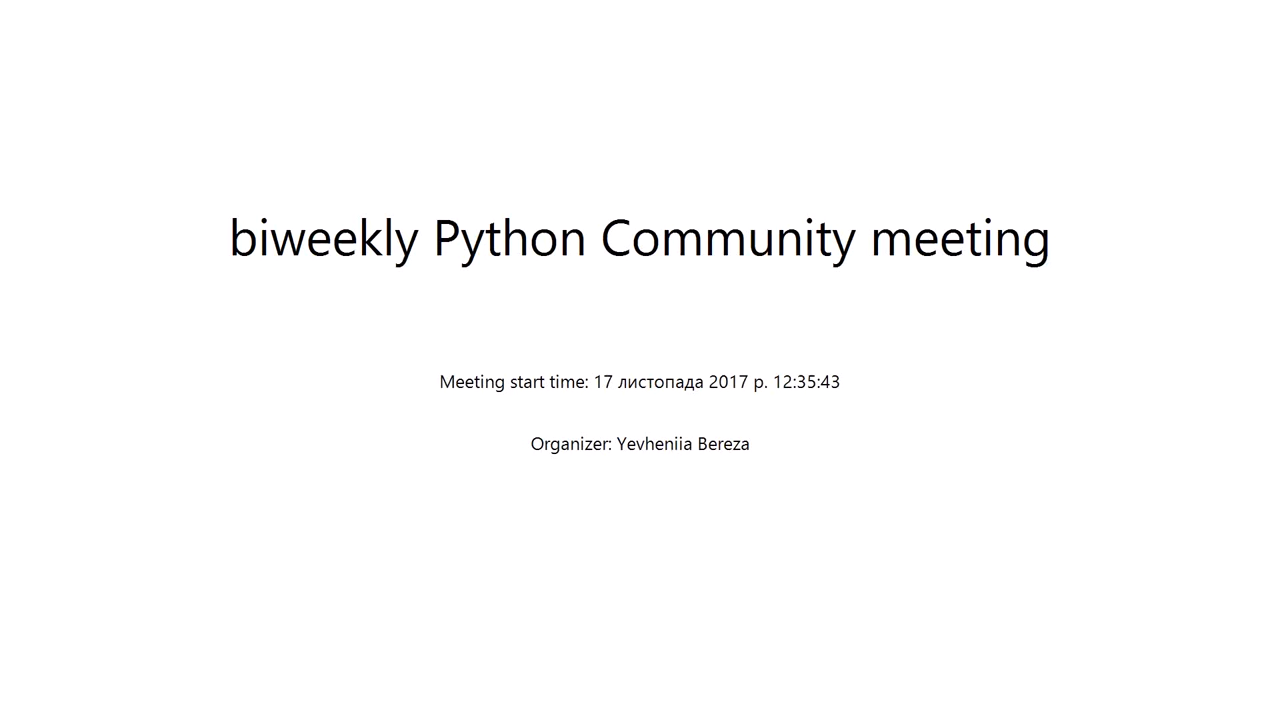 biweekly Python Community meeting
Meeting start time: 17 листопада 2017 р. 12:35:43
Organizer: Yevheniia Bereza